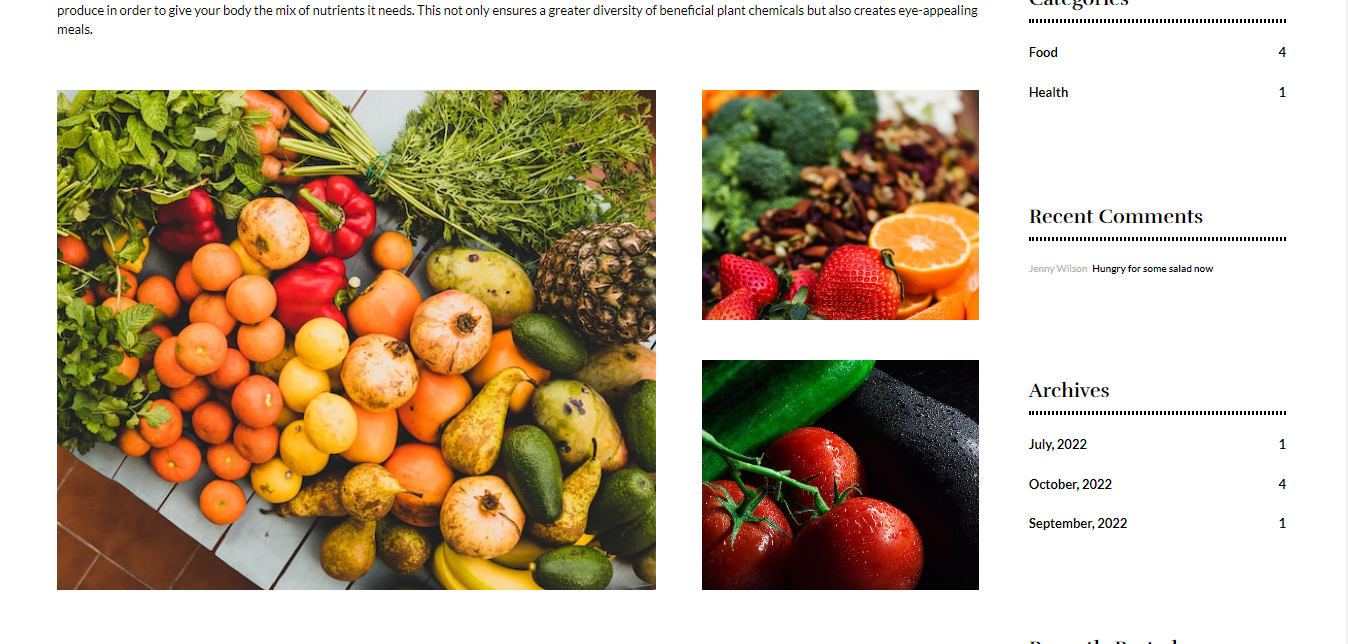 produce in order to give your body the mix of nutrients it needs. This not only ensures a greater diversity of beneficial plant chemicals but also creates eye-appealing
meals.
Categories
Food 4
Health 1
Recent Comments
Jenny Wilson Hungry for some salad now
Archives
July, 2022 1
October, 2022 4
September, 2022 1